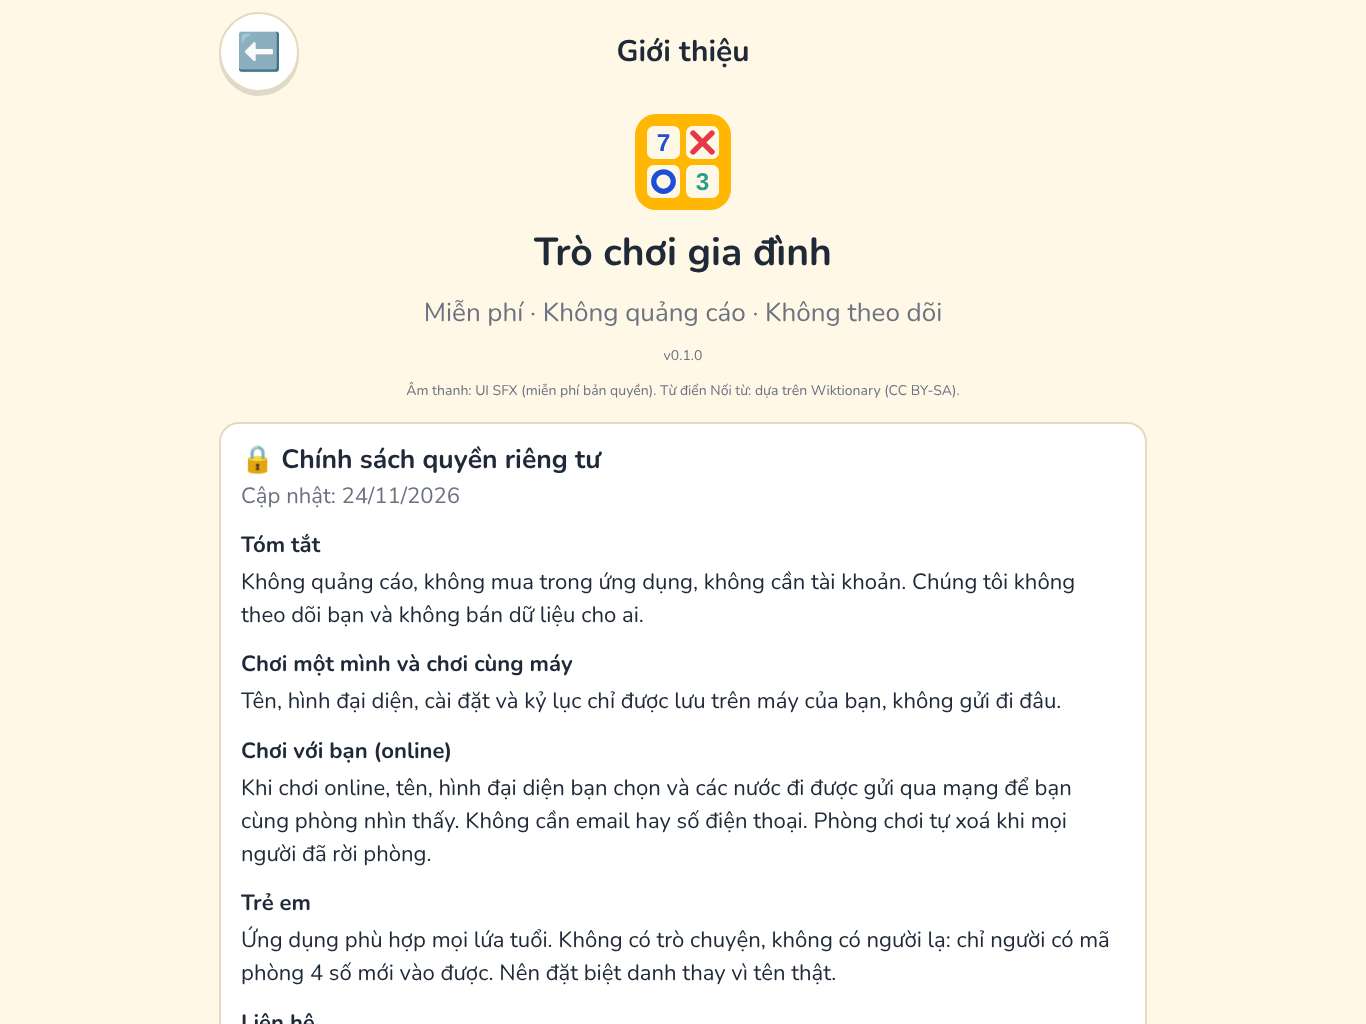 Giới thiệu
7
3
Trò chơi gia đình
Miễn phí · Không quảng cáo · Không theo dõi
v0.1.0
Âm thanh: UI SFX (miễn phí bản quyền). Từ điển Nối từ: dựa trên Wiktionary (CC BY-SA).
🔒 Chính sách quyền riêng tư
Cập nhật: 24/11/2026
Tóm tắt
Không quảng cáo, không mua trong ứng dụng, không cần tài khoản. Chúng tôi không
theo dõi bạn và không bán dữ liệu cho ai.
Chơi một mình và chơi cùng máy
Tên, hình đại diện, cài đặt và kỷ lục chỉ được lưu trên máy của bạn, không gửi đi đâu.
Chơi với bạn (online)
Khi chơi online, tên, hình đại diện bạn chọn và các nước đi được gửi qua mạng để bạn
cùng phòng nhìn thấy. Không cần email hay số điện thoại. Phòng chơi tự xoá khi mọi
người đã rời phòng.
Trẻ em
Ứng dụng phù hợp mọi lứa tuổi. Không có trò chuyện, không có người lạ: chỉ người có mã
phòng 4 số mới vào được. Nên đặt biệt danh thay vì tên thật.
Liên hệ